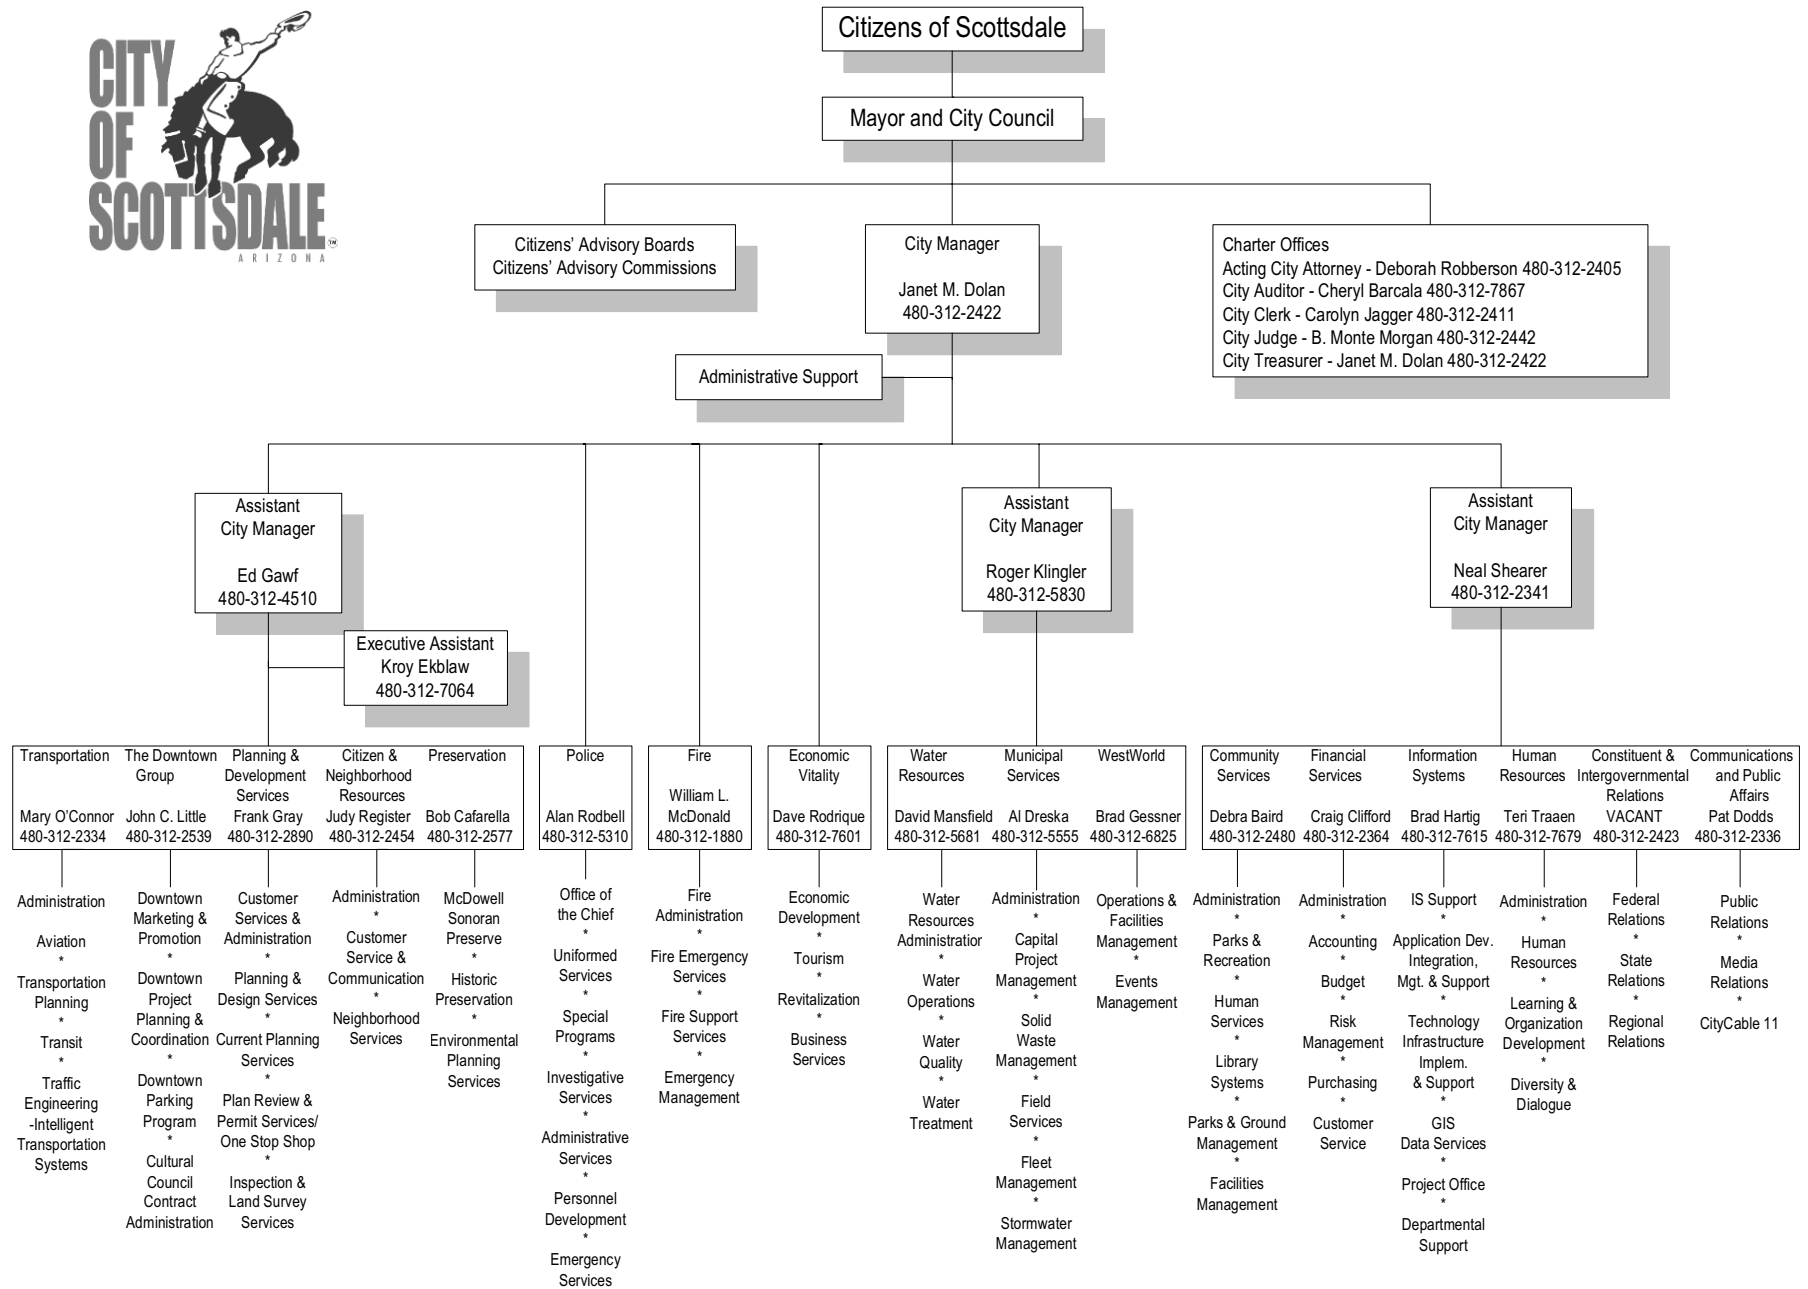 CITY
OF
SCOTTSDALE
TM
ARIZONA
Citizens of Scottsdale
Mayor and City Council
Citizens' Advisory Boards
Citizens' Advisory Commissions
City Manager
Janet M. Dolan
480-312-2422
Charter Offices
Acting City Attorney - Deborah Robberson 480-312-2405
City Auditor - Cheryl Barcala 480-312-7867
City Clerk - Carolyn Jagger 480-312-2411
City Judge - B. Monte Morgan 480-312-2442
City Treasurer - Janet M. Dolan 480-312-2422
Administrative Support
Assistant
City Manager
Ed Gawf
480-312-4510
Executive Assistant
Kroy Ekblaw
480-312-7064
Assistant
City Manager
Roger Klingler
480-312-5830
Assistant
City Manager
Neal Shearer
480-312-2341
Transportation
Mary O'Connor
480-312-2334
Administration
Aviation
*
Transportation
Planning
*
Transit
*
Traffic
Engineering
-Intelligent
Transportation
Systems
The Downtown
Group
John C. Little
480-312-2539
Downtown
Marketing &
Promotion
*
Downtown
Project
Planning &
Coordination
*
Downtown
Parking
Program
*
Cultural
Council
Contract
Administration
Planning &
Development
Services
Frank Gray
480-312-2890
Customer
Services &
Administration
*
Planning &
Design Services
*
Current Planning
Services
*
Plan Review &
Permit Services/
One Stop Shop
*
Inspection &
Land Survey
Services
Citizen &
Neighborhood
Resources
Judy Register
480-312-2454
Administration
*
Customer
Service &
Communication
*
Neighborhood
Services
Preservation
Bob Cafarella
480-312-2577
McDowell
Sonoran
Preserve
*
Historic
Preservation
*
Environmental
Planning
Services
Police
Alan Rodbell
480-312-5310
Office of
the Chief
*
Uniformed
Services
*
Special
Programs
*
Investigative
Services
*
Administrative
Services
*
Personnel
Development
*
Emergency
Services
Fire
William L.
McDonald
480-312-1880
Fire
Administration
*
Fire Emergency
Services
*
Fire Support
Services
*
Emergency
Management
Economic
Vitality
Dave Rodrique
480-312-7601
Economic
Development
*
Tourism
*
Revitalization
*
Business
Services
Water
Resources
David Mansfield
480-312-5681
Water
Resources
Administration
*
Water
Operations
*
Water
Quality
*
Water
Treatment
Municipal
Services
Al Dreska
480-312-5555
Administration
*
Capital
Project
Management
*
Solid
Waste
Management
*
Field
Services
*
Fleet
Management
*
Stormwater
Management
WestWorld
Brad Gessner
480-312-6825
Operations &
Facilities
Management
*
Events
Management
Community
Services
Debra Baird
480-312-2480
Administration
*
Parks &
Recreation
*
Human
Services
*
Library
Systems
*
Parks & Ground
Management
*
Facilities
Management
Financial
Services
Craig Clifford
480-312-2364
Administration
*
Accounting
*
Budget
*
Risk
Management
*
Purchasing
*
Customer
Service
Information
Systems
Brad Hartig
480-312-7615
IS Support
*
Application Dev.
Integration,
Mgt. & Support
*
Technology
Infrastructure
Implem.
& Support
*
GIS
Data Services
*
Project Office
*
Departmental
Support
Human
Resources
Teri Traaen
480-312-7679
Administration
*
Human
Resources
*
Learning &
Organization
Development
*
Diversity &
Dialogue
Constituent &
Intergovernmental
Relations
VACANT
480-312-2423
Federal
Relations
*
State
Relations
*
Regional
Relations
Communications
and Public
Affairs
Pat Dodds
480-312-2336
Public
Relations
*
Media
Relations
*
CityCable 11